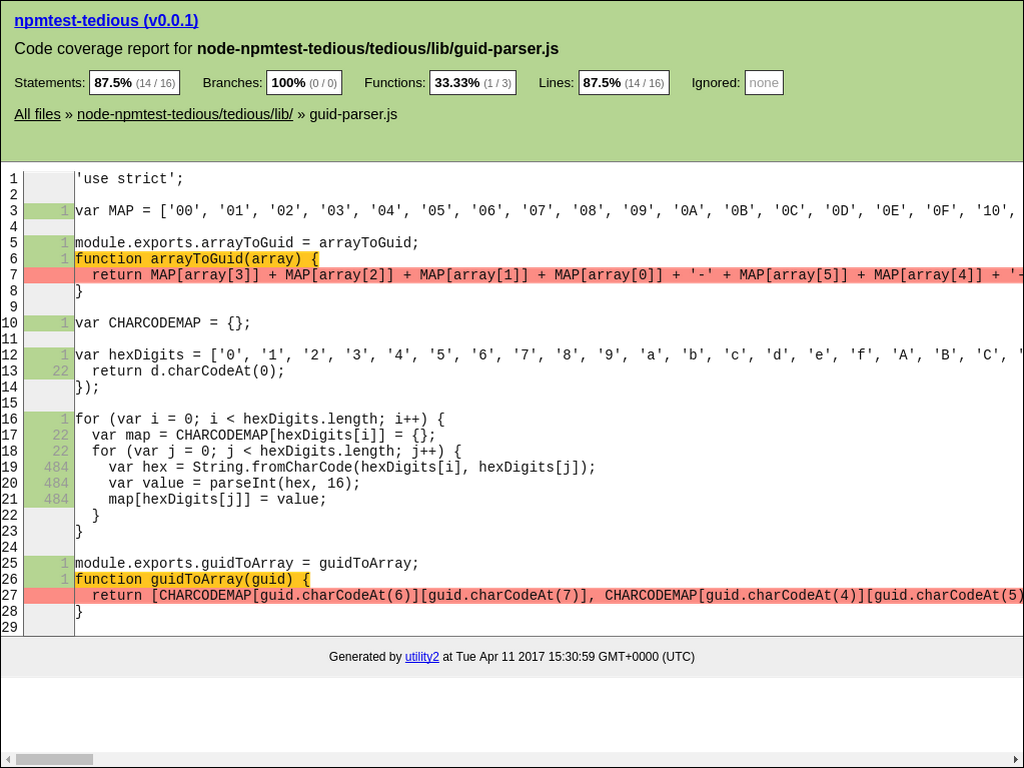 npmtest-tedious (v0.0.1)
Code coverage report for node-npmtest-tedious/tedious/lib/guid-parser.js
Statements: 87.5% (14 / 16) Branches: 100% (0 / 0) Functions: 33.33% (1 / 3) Lines: 87.5% (14 / 16) Ignored: none
All files » node-npmtest-tedious/tedious/lib/ » guid-parser.js
1 'use strict';
2
3 1 var MAP = ['00', '01', '02', '03', '04', '05', '06', '07', '08', '09', '0A', '0B', '0C', '0D', '0E', '0F', '10',
4
5 1 module.exports.arrayToGuid = arrayToGuid;
6 1 function arrayToGuid(array) {
7 return MAP[array[3]] + MAP[array[2]] + MAP[array[1]] + MAP[array[0]] + '-' + MAP[array[5]] + MAP[array[4]] + '-
8 }
9
10 1 var CHARCODEMAP = {};
11
12 1 var hexDigits = ['0', '1', '2', '3', '4', '5', '6', '7', '8', '9', 'a', 'b', 'c', 'd', 'e', 'f', 'A', 'B', 'C', '
13 22 return d.charCodeAt(0);
14 });
15
16 1 for (var i = 0; i < hexDigits.length; i++) {
17 22 var map = CHARCODEMAP[hexDigits[i]] = {};
18 22 for (var j = 0; j < hexDigits.length; j++) {
19 484 var hex = String.fromCharCode(hexDigits[i], hexDigits[j]);
20 484 var value = parseInt(hex, 16);
21 484 map[hexDigits[j]] = value;
22 }
23 }
24
25 1 module.exports.guidToArray = guidToArray;
26 1 function guidToArray(guid) {
27 return [CHARCODEMAP[guid.charCodeAt(6)][guid.charCodeAt(7)], CHARCODEMAP[guid.charCodeAt(4)][guid.charCodeAt(5)
28 }
29
Generated by utility2 at Tue Apr 11 2017 15:30:59 GMT+0000 (UTC)